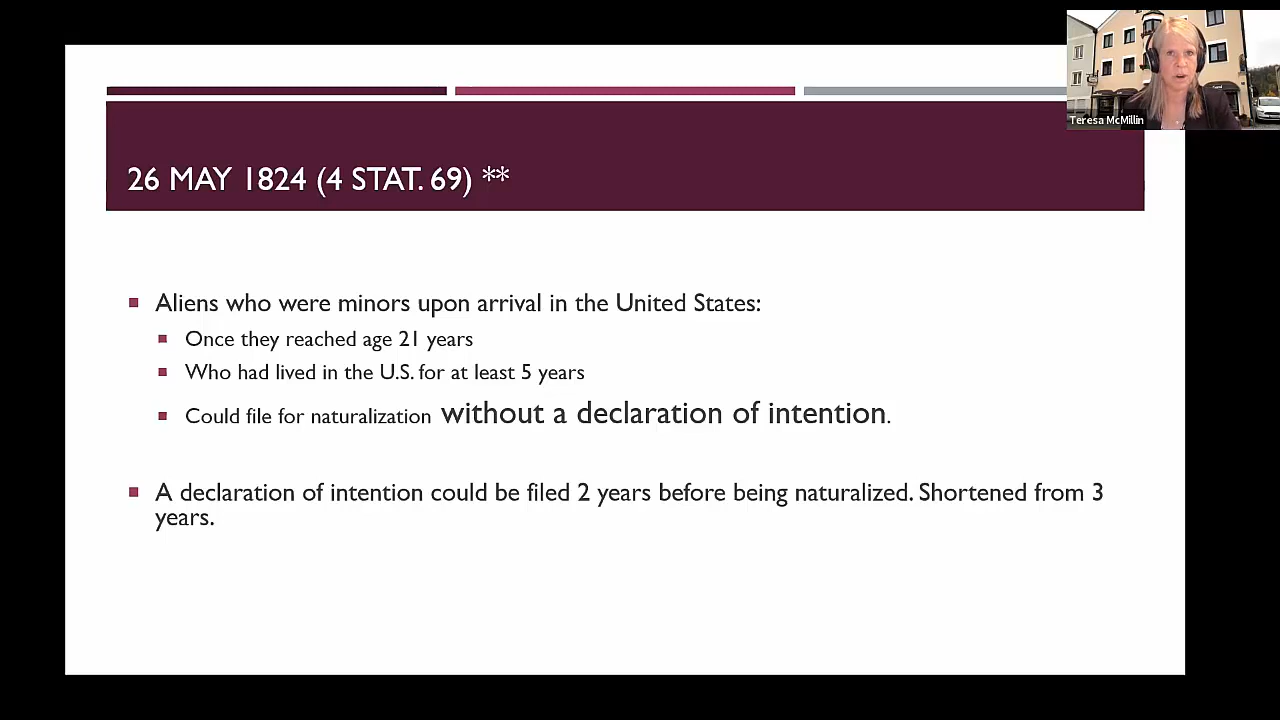 Teresa McMillin
26 MAY 1824 (4 STAT. 69) **
Aliens who were minors upon arrival in the United States:
Once they reached age 21 years
Who had lived in the U.S. for at least 5 years
Could file for naturalization without a declaration of intention.
A declaration of intention could be filed 2 years before being naturalized. Shortened from 3
years.